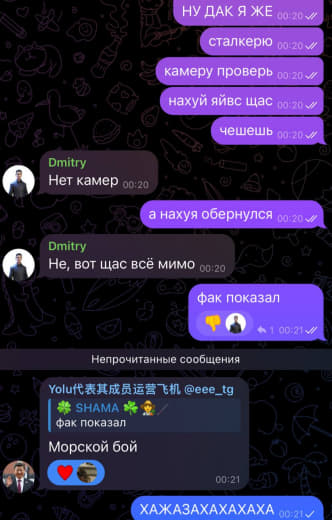 НУ ДАК Я ЖЕ 00:20
сталкерю 00:20
камеру проверь 00:20
нахуй яйвс щас 00:20
чешешь 00:20
Dmitry
Нет камер 00:20
а нахуя обернулся 00:20
Dmitry
Не, вот щас всё мимо 00:20
фак показал
1 00:21
Непрочитанные сообщения
Yolu代表其成员运营飞机 @eee_tg
SHAMA
фак показал
Морской бой
00:21
ХАЖАЗАХАХАХАХА 00:21